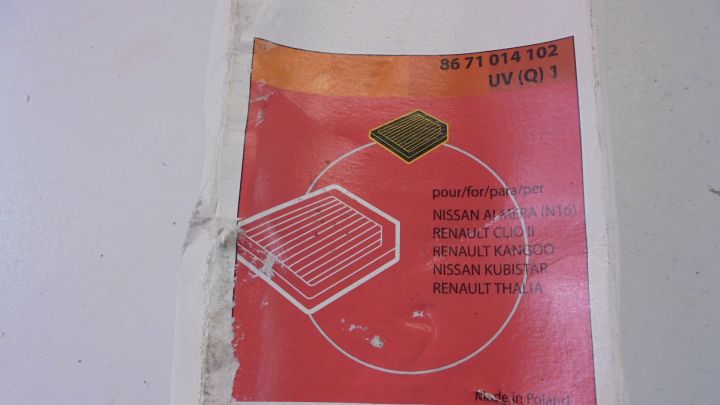 86 71 014 102
UV (Q) 1
pour/for/para/per
NISSAN ALMERA (N16)
RENAULT CLIO II
RENAULT KANGOO
NISSAN KUBISTAR
RENAULT THALIA
Made in Poland